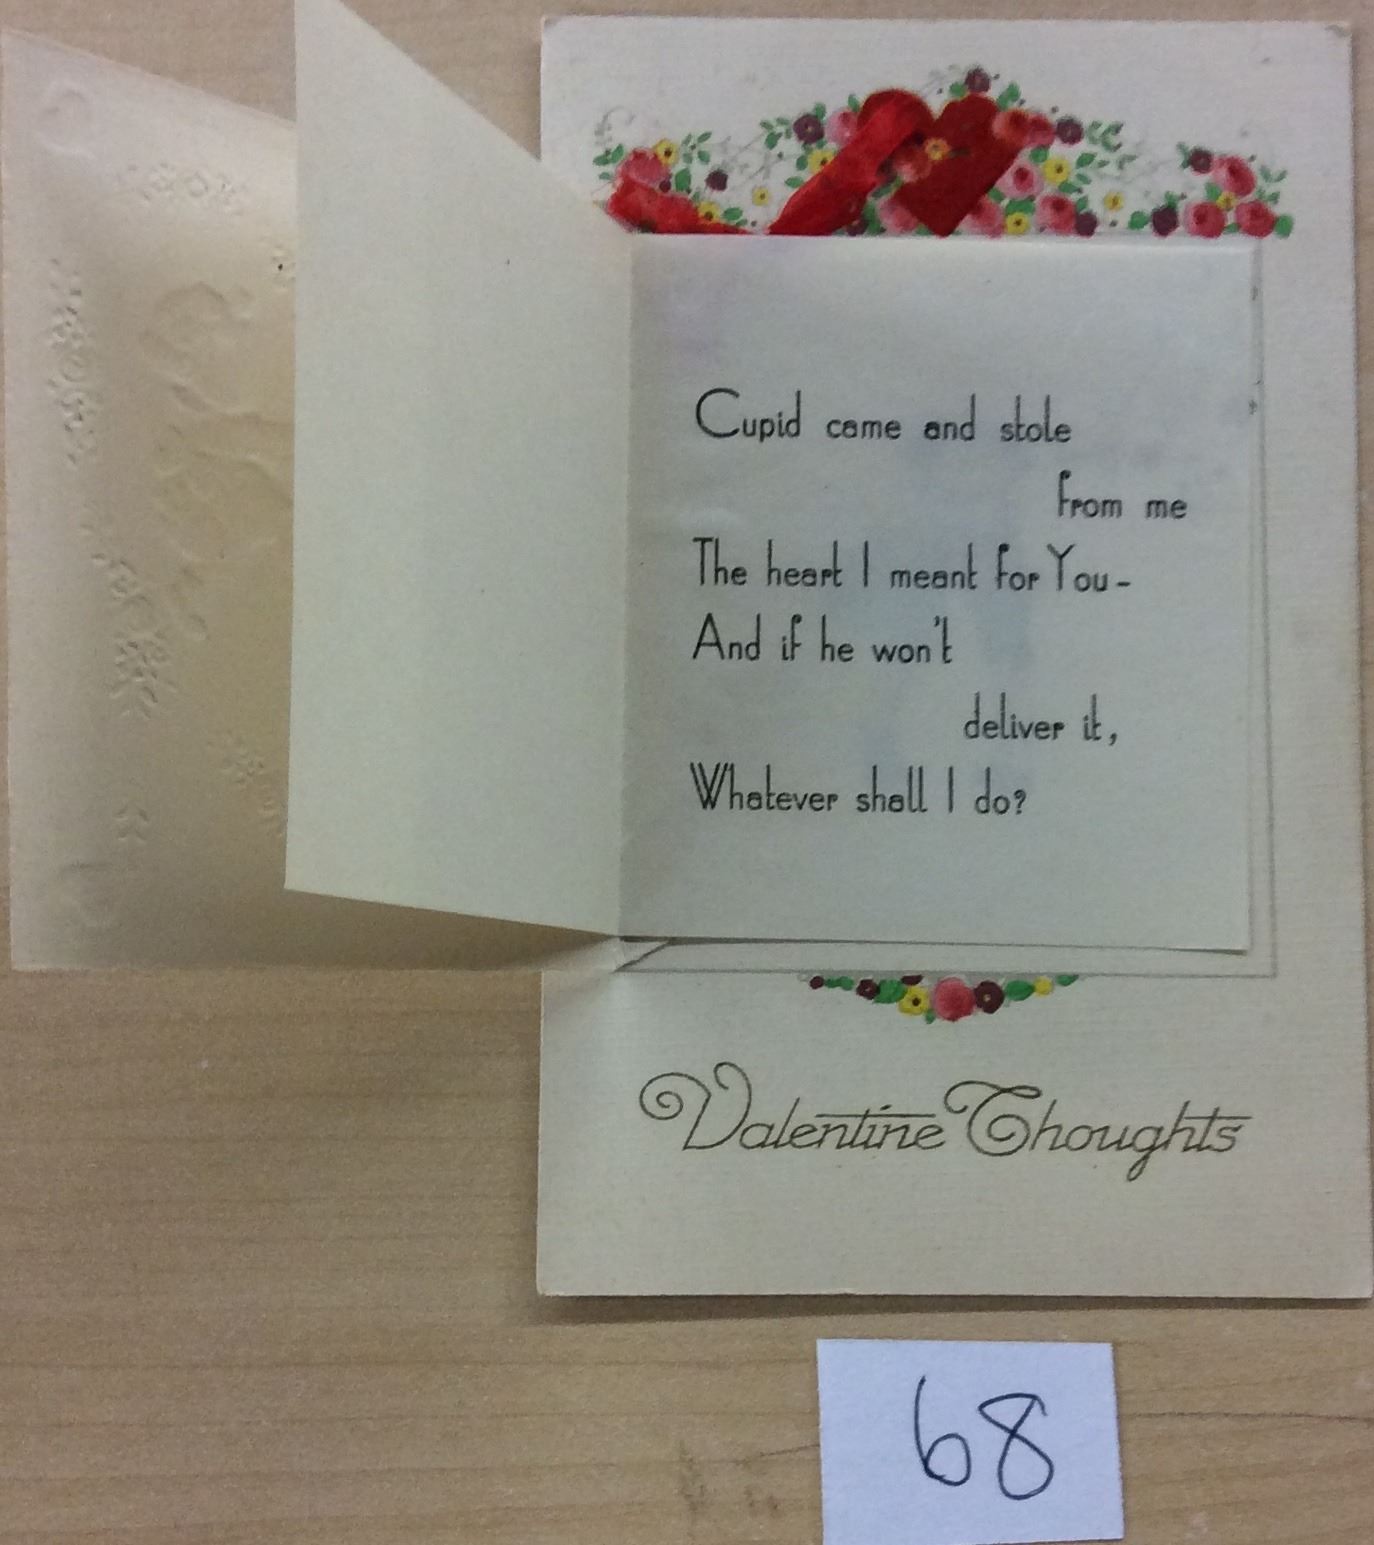 Cupid came and stole
from me
The heart I meant for You-
And if he won't
deliver it,
Whatever shall I do?
Valentine Thoughts
68